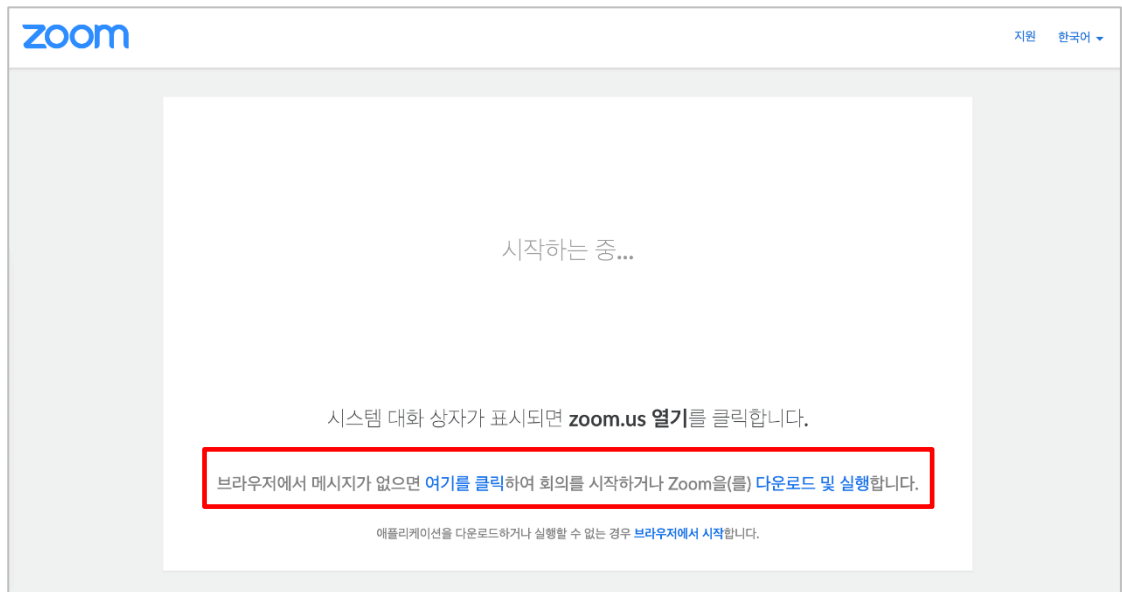 zoom
지원 한국어
시작하는 중...
시스템 대화 상자가 표시되면 zoom.us 열기를 클릭합니다.
브라우저에서 메시지가 없으면 여기를 클릭하여 회의를 시작하거나 Zoom을(를) 다운로드 및 실행합니다.
애플리케이션을 다운로드하거나 실행할 수 없는 경우 브라우저에서 시작합니다.